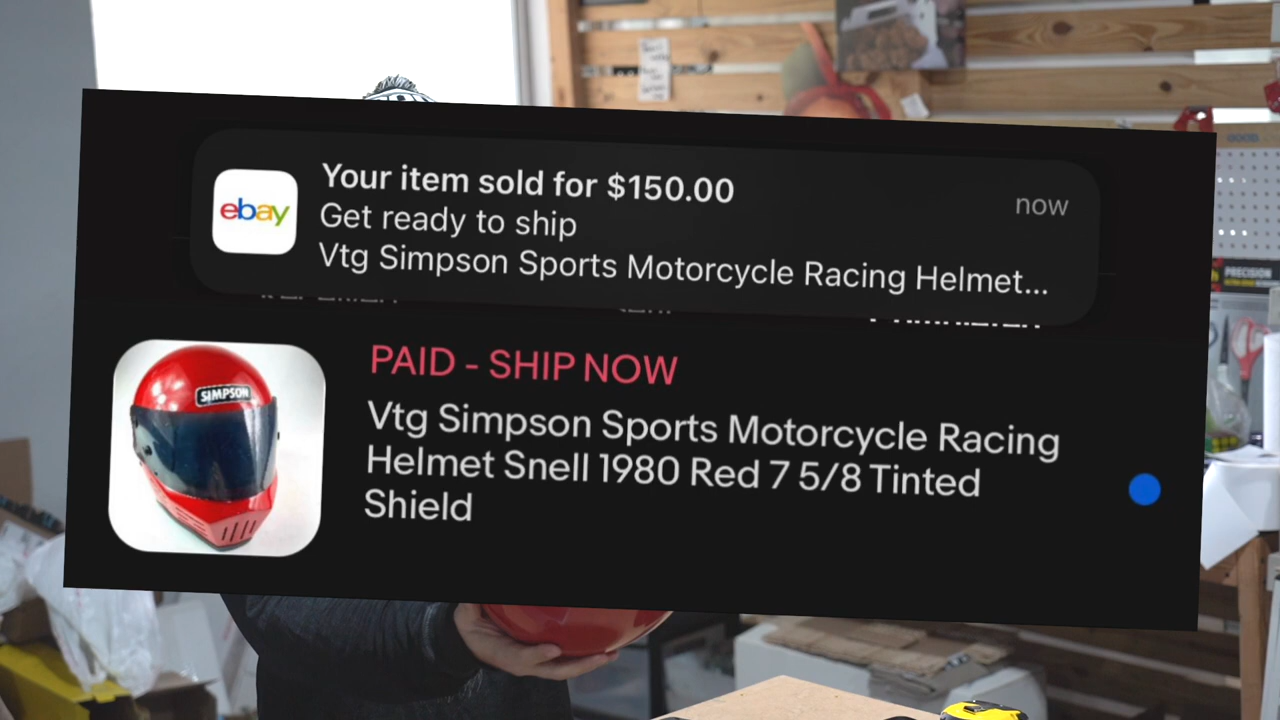 Your item sold for $150.00
now
ebay
Get ready to ship
Vtg Simpson Sports Motorcycle Racing Helmet...
PAID - SHIP NOW
SIMPSON
Vtg Simpson Sports Motorcycle Racing
Helmet Snell 1980 Red 7 5/8 Tinted
Shield
PRECISION